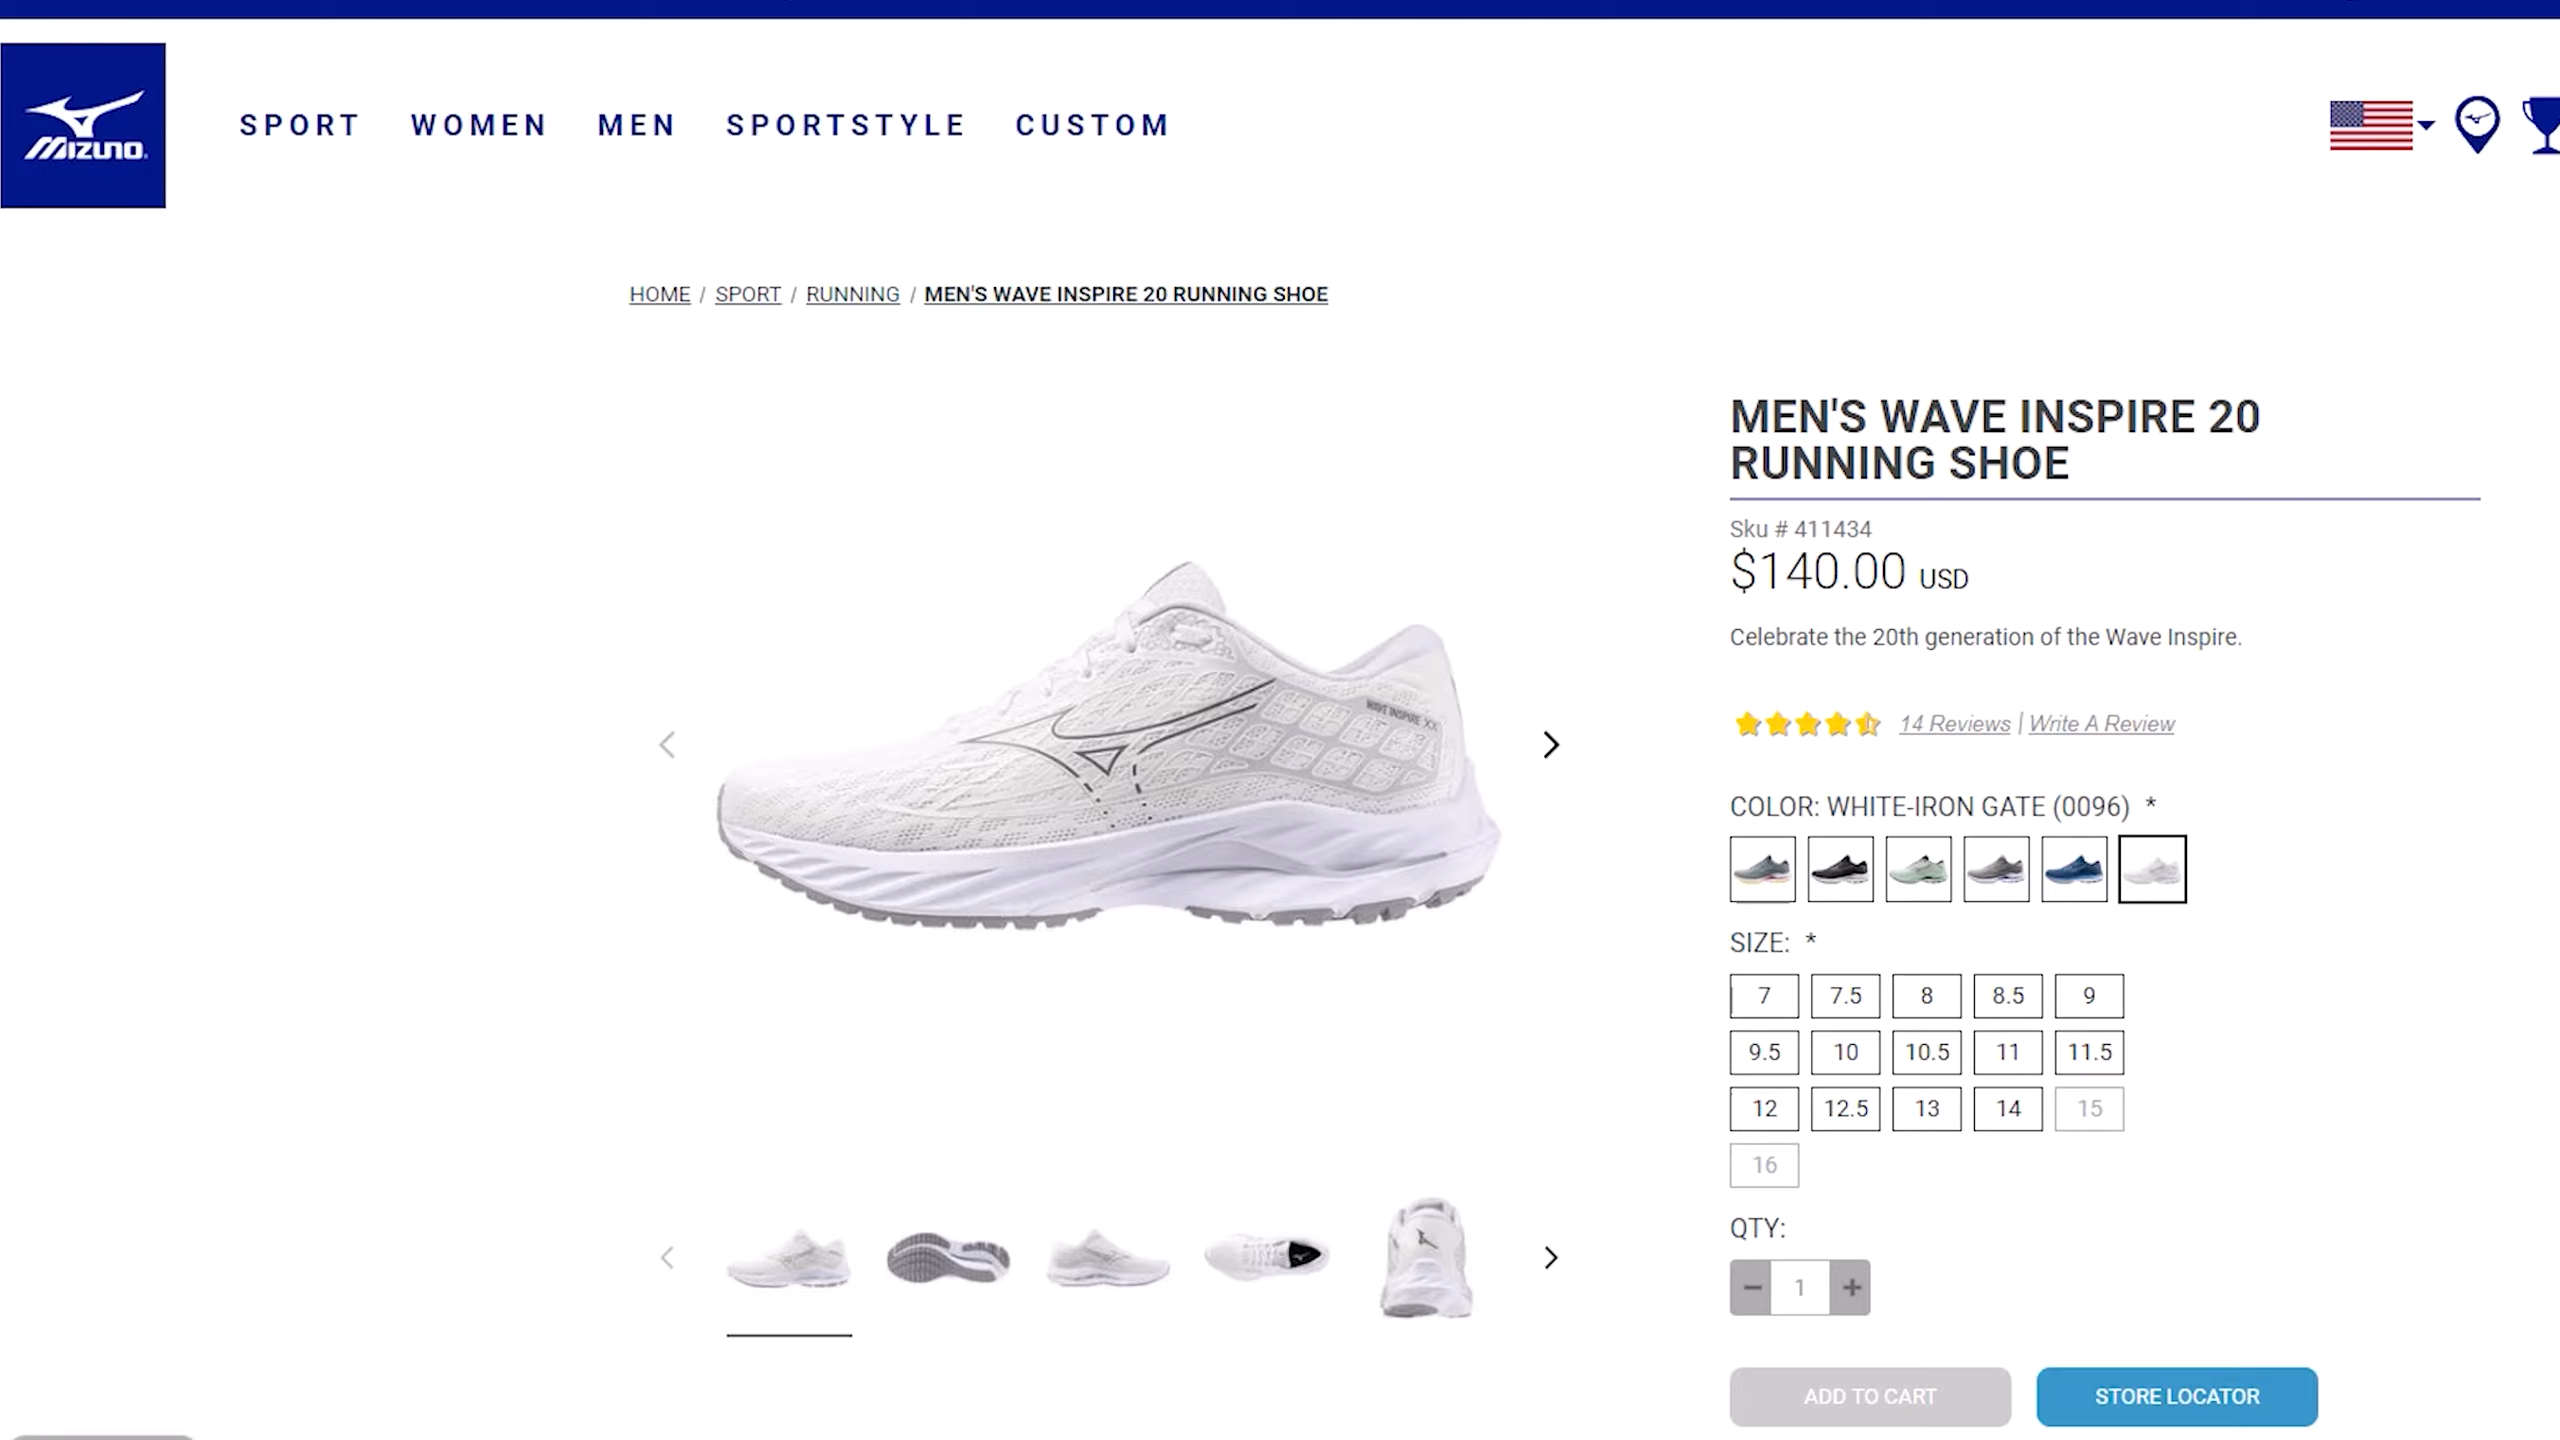 MIZUNO
SPORT WOMEN MEN SPORTSTYLE CUSTOM
HOME / SPORT / RUNNING / MEN'S WAVE INSPIRE 20 RUNNING SHOE
MEN'S WAVE INSPIRE 20
RUNNING SHOE
Sku # 411434
$140.00 USD
Celebrate the 20th generation of the Wave Inspire.
WAVE INSPIRE XX
14 Reviews | Write A Review
COLOR: WHITE-IRON GATE (0096) *
SIZE: *
7 7.5 8 8.5 9
9.5 10 10.5 11 11.5
12 12.5 13 14 15
16
QTY:
− 1 +
ADD TO CART STORE LOCATOR